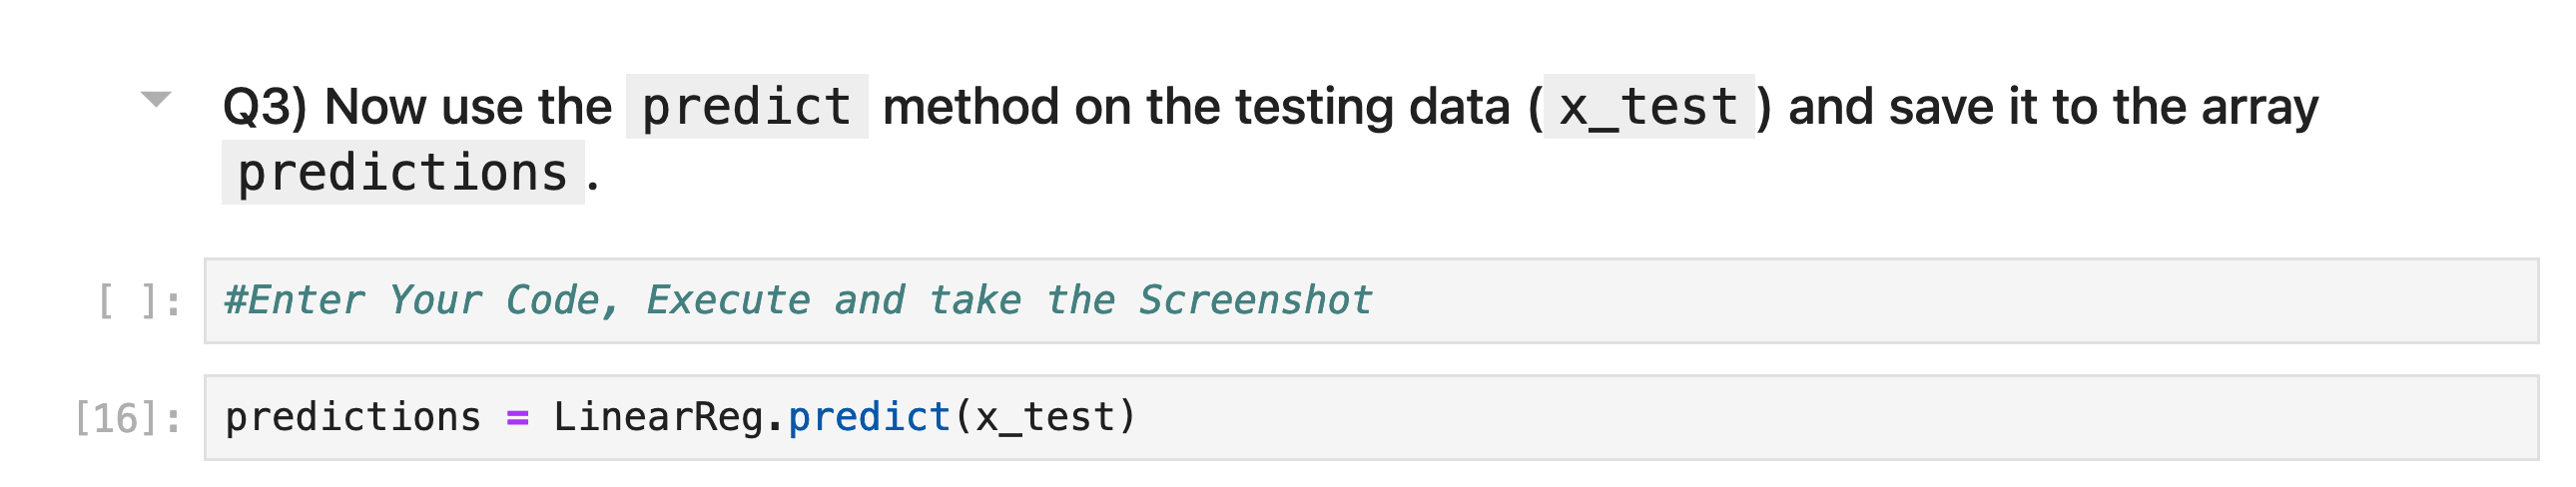 Q3) Now use the predict method on the testing data (x_test) and save it to the array
predictions.
[ ]: #Enter Your Code, Execute and take the Screenshot
[16]: predictions = LinearReg.predict(x_test)